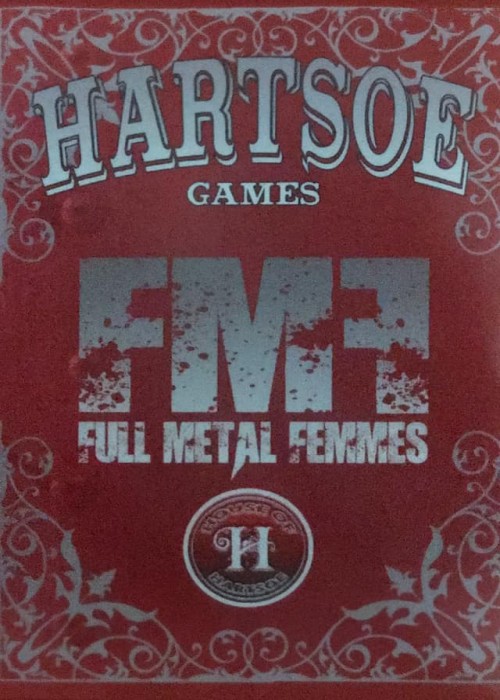 HARTSOE
GAMES
FMF
FULL METAL FEMMES
HOUSE OF
H
HARTSOE